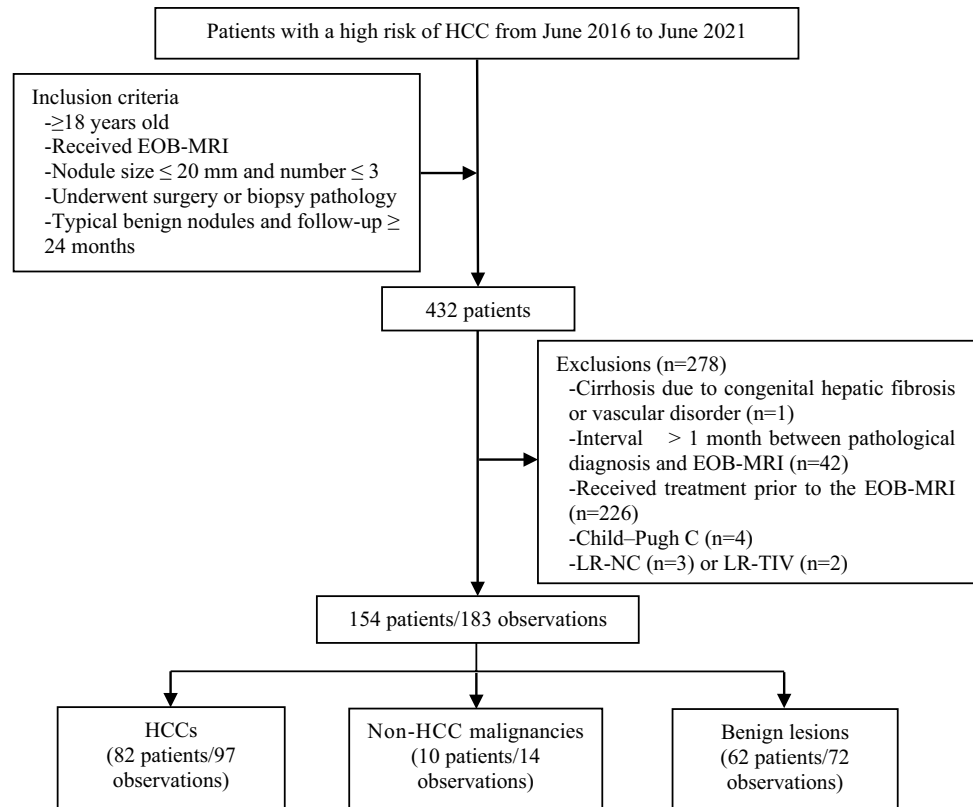 Patients with a high risk of HCC from June 2016 to June 2021
Inclusion criteria
-≥18 years old
-Received EOB-MRI
-Nodule size ≤ 20 mm and number ≤ 3
-Underwent surgery or biopsy pathology
-Typical benign nodules and follow-up ≥
24 months
432 patients
Exclusions (n=278)
-Cirrhosis due to congenital hepatic fibrosis
or vascular disorder (n=1)
-Interval > 1 month between pathological
diagnosis and EOB-MRI (n=42)
-Received treatment prior to the EOB-MRI
(n=226)
-Child–Pugh C (n=4)
-LR-NC (n=3) or LR-TIV (n=2)
154 patients/183 observations
HCCs
(82 patients/97
observations)
Non-HCC malignancies
(10 patients/14
observations)
Benign lesions
(62 patients/72
observations)